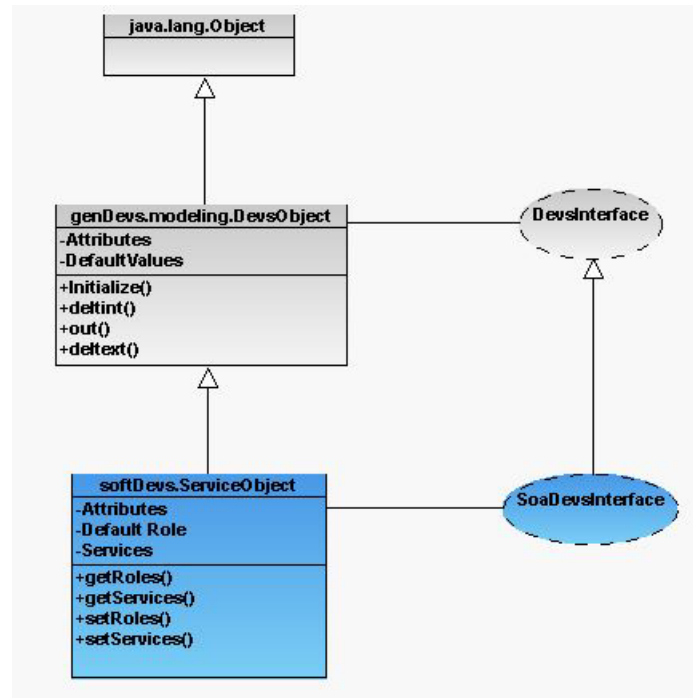 java.lang.Object
genDevs.modeling.DevsObject
-Attributes
-DefaultValues
+Initialize()
+deltint()
+out()
+deltext()
DevsInterface
softDevs.ServiceObject
-Attributes
-Default Role
-Services
+getRoles()
+getServices()
+setRoles()
+setServices()
SoaDevsInterface